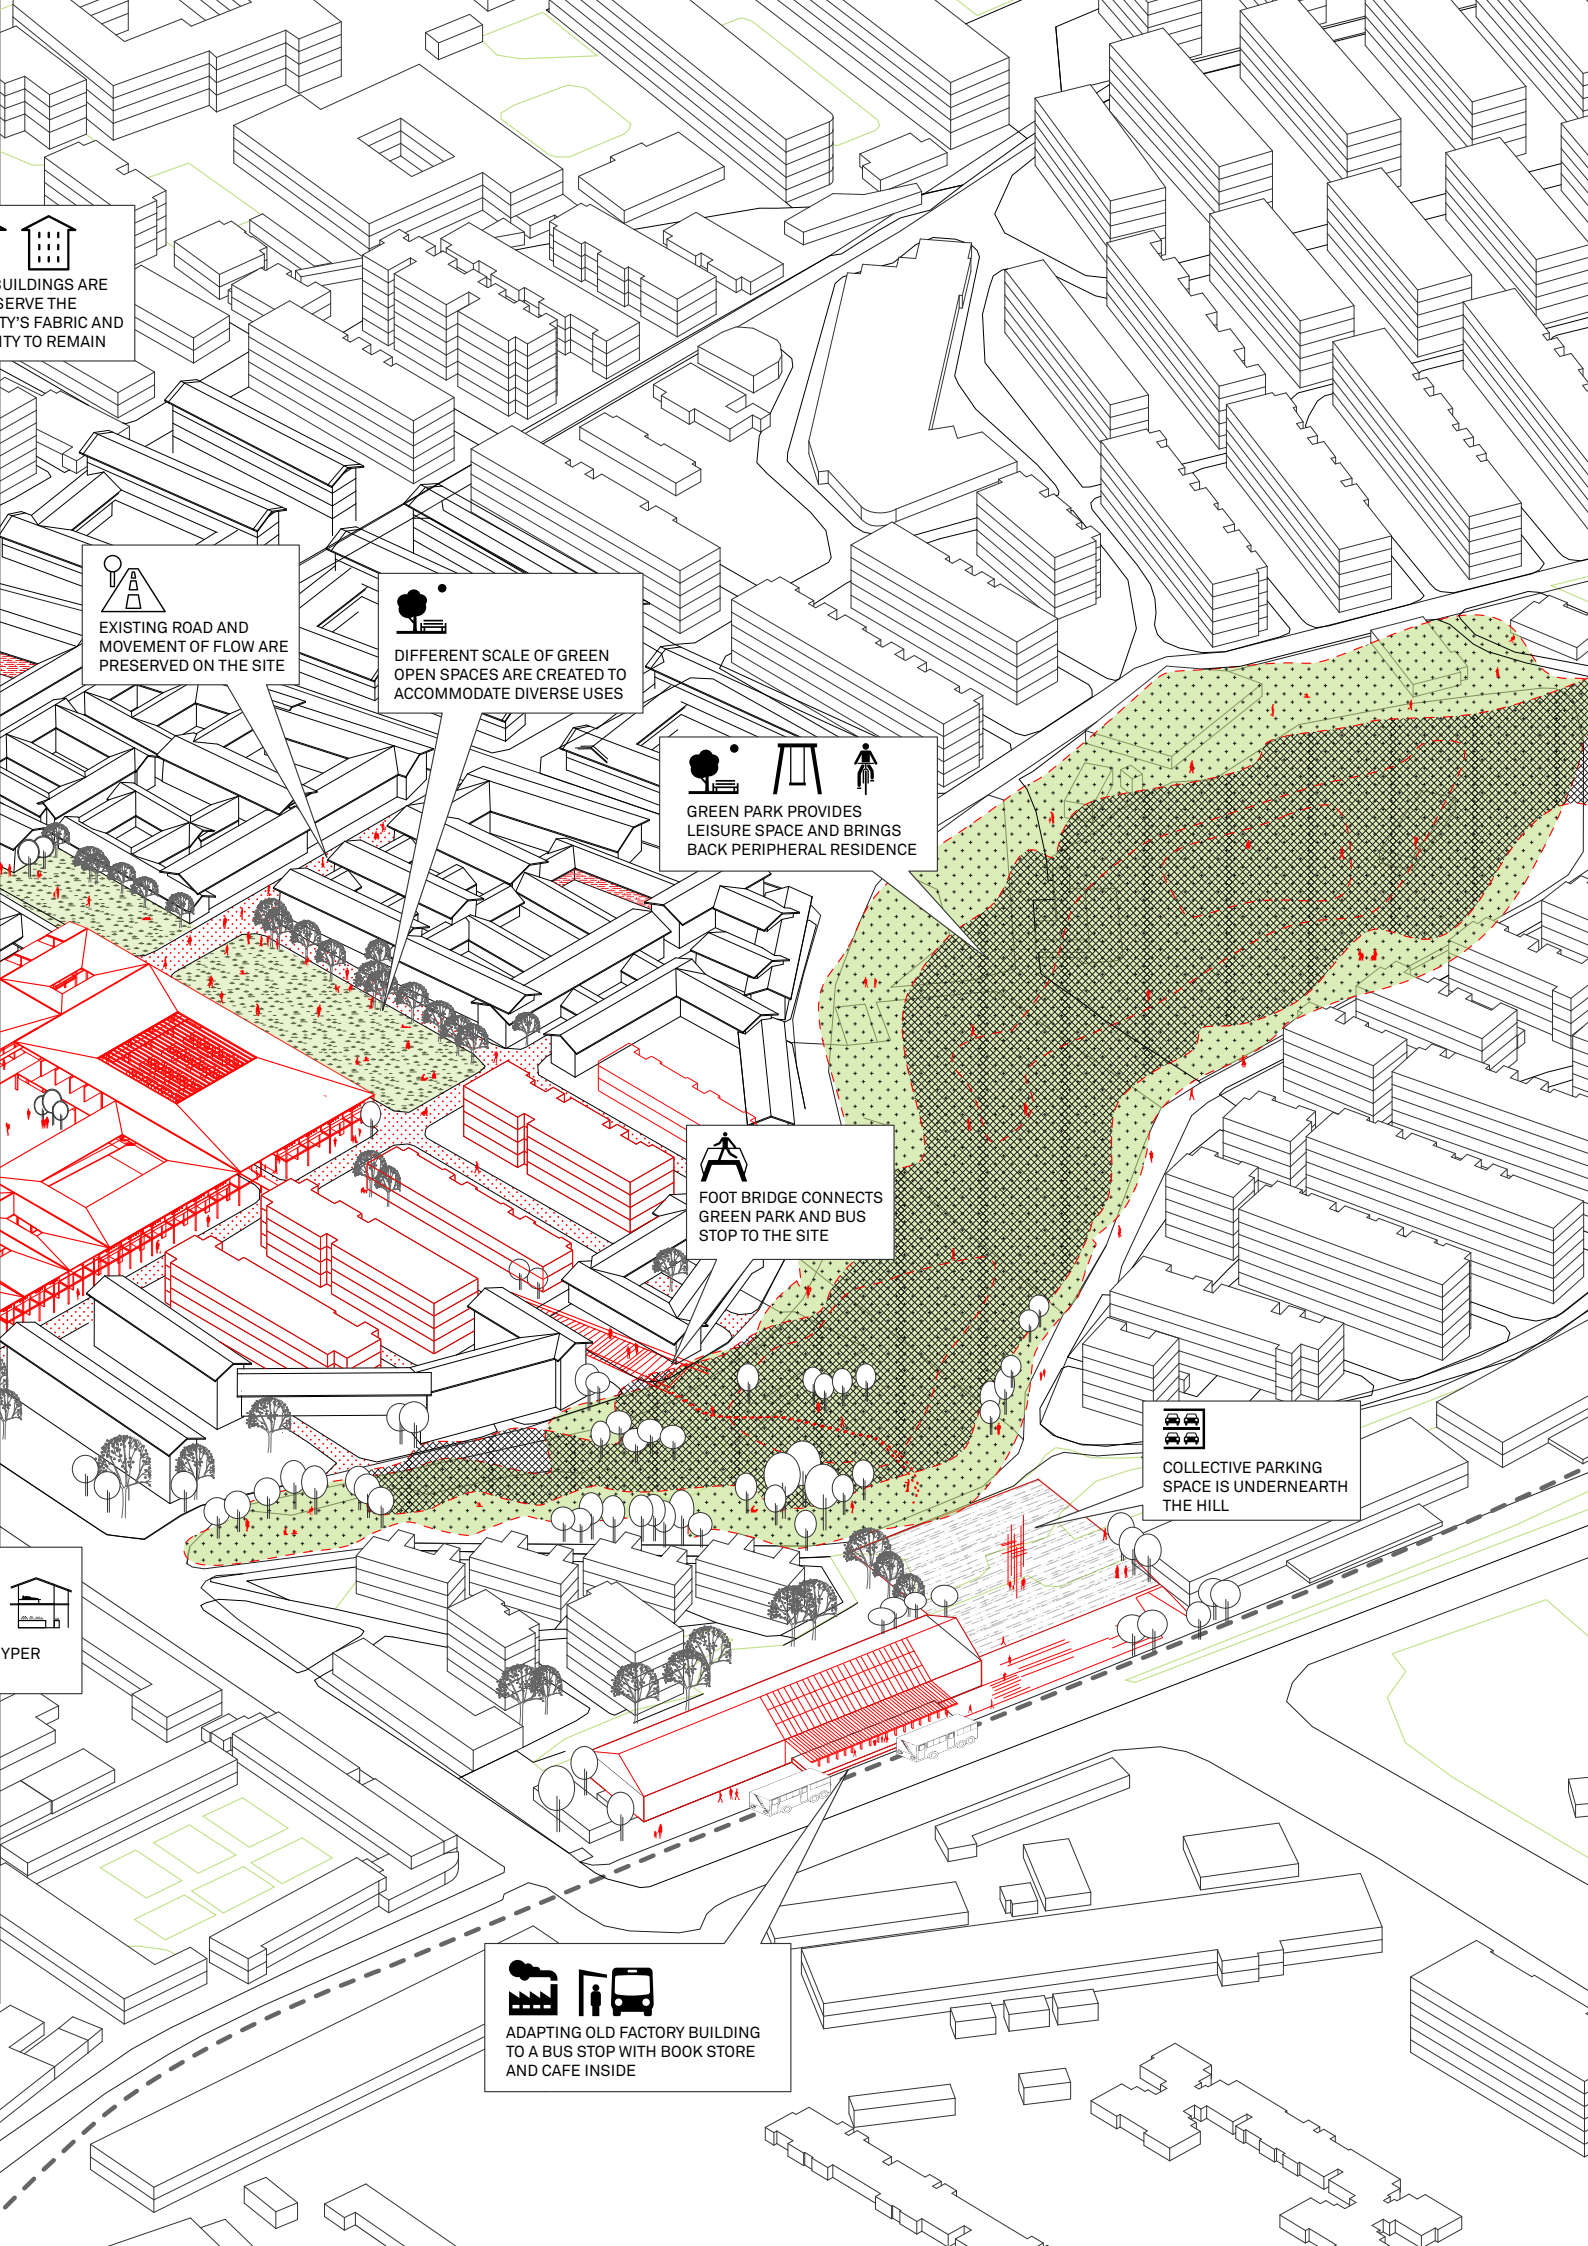 BUILDINGS ARE
SERVE THE
TY'S FABRIC AND
ITY TO REMAIN
EXISTING ROAD AND
MOVEMENT OF FLOW ARE
PRESERVED ON THE SITE
DIFFERENT SCALE OF GREEN
OPEN SPACES ARE CREATED TO
ACCOMMODATE DIVERSE USES
GREEN PARK PROVIDES
LEISURE SPACE AND BRINGS
BACK PERIPHERAL RESIDENCE
FOOT BRIDGE CONNECTS
GREEN PARK AND BUS
STOP TO THE SITE
COLLECTIVE PARKING
SPACE IS UNDERNEARTH
THE HILL
YPER
ADAPTING OLD FACTORY BUILDING
TO A BUS STOP WITH BOOK STORE
AND CAFE INSIDE